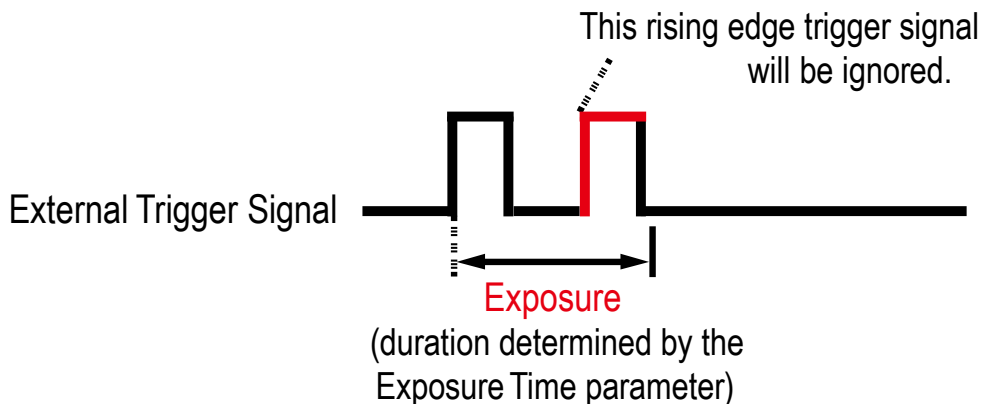 This rising edge trigger signal
will be ignored.
External Trigger Signal
Exposure
(duration determined by the
Exposure Time parameter)